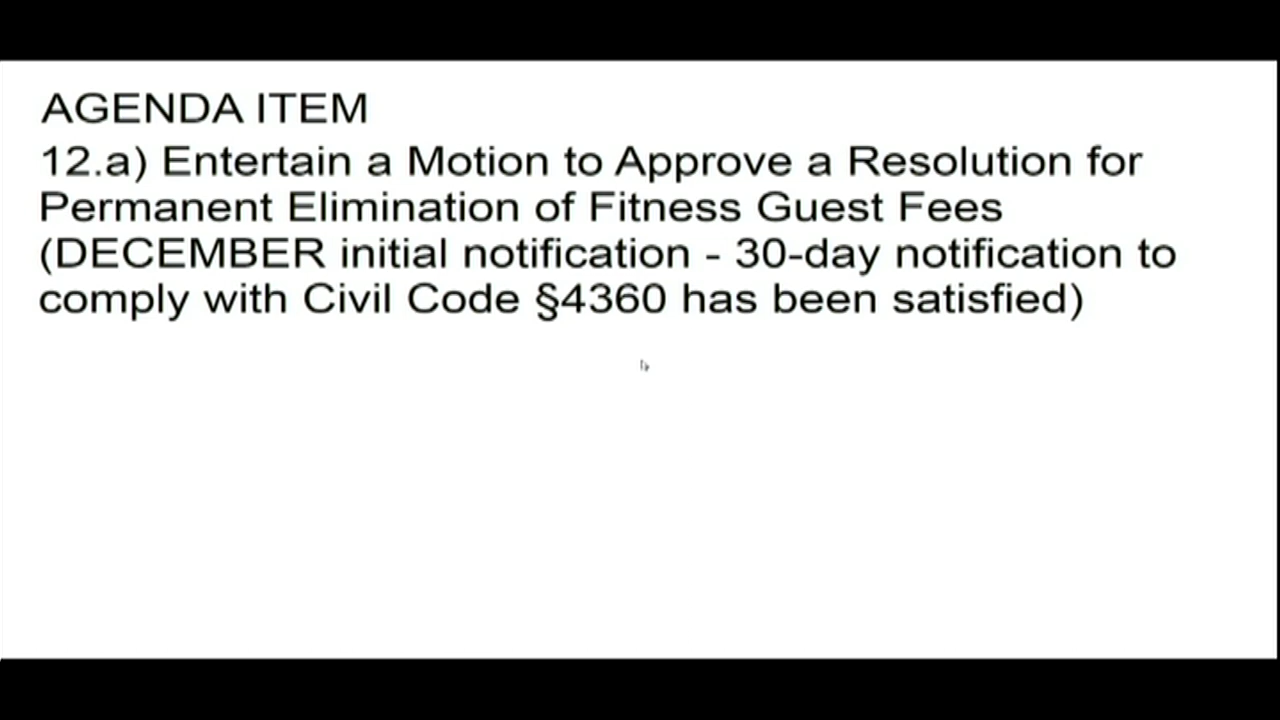 AGENDA ITEM
12.a) Entertain a Motion to Approve a Resolution for
Permanent Elimination of Fitness Guest Fees
(DECEMBER initial notification - 30-day notification to
comply with Civil Code §4360 has been satisfied)